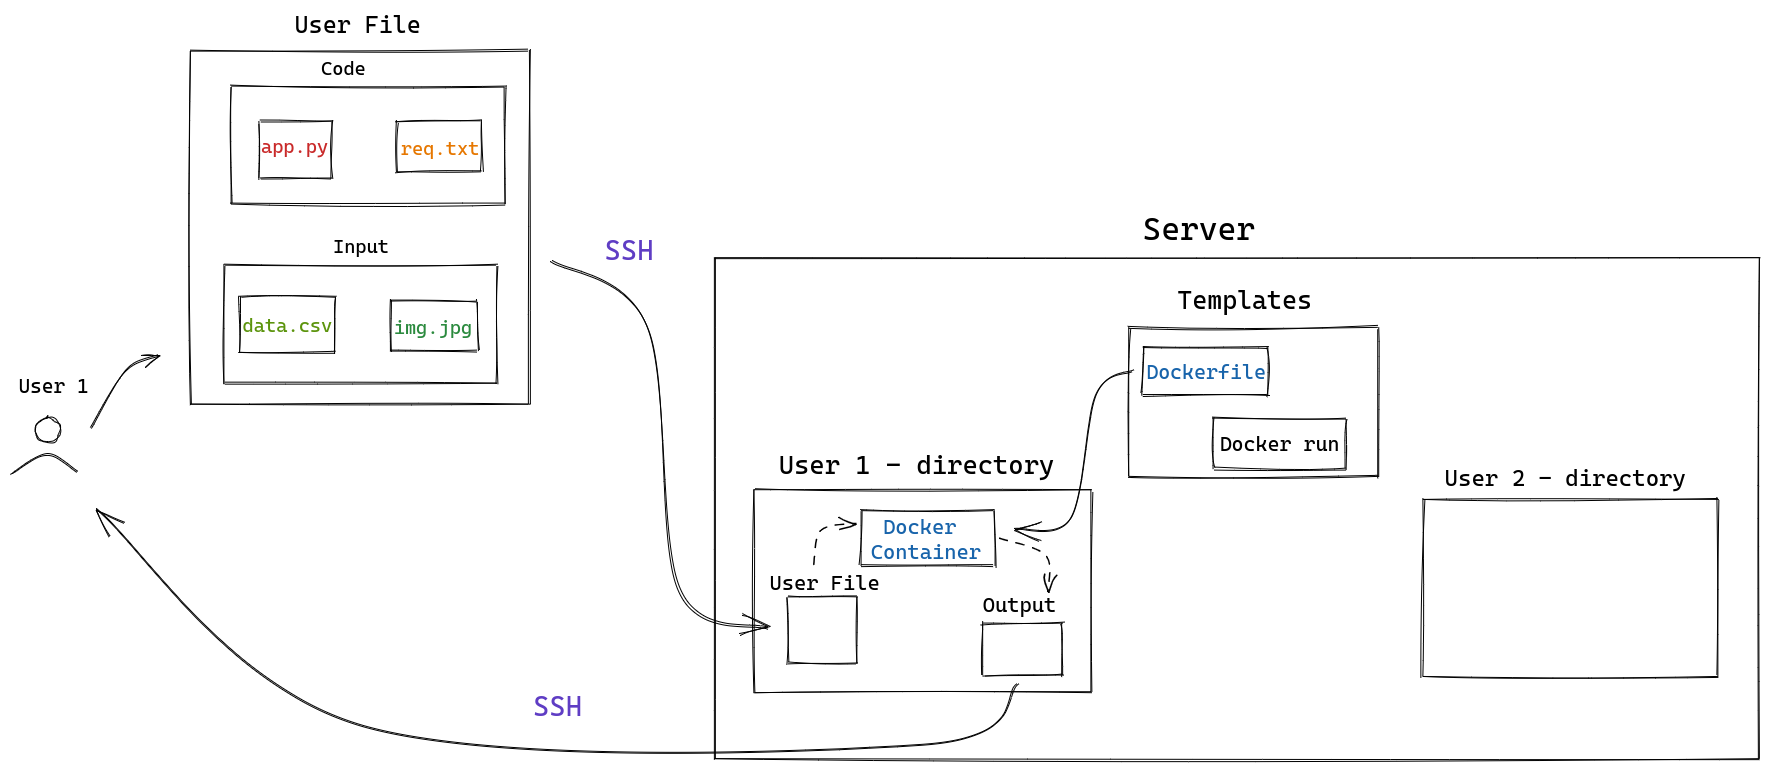 User File
Code
app.py
req.txt
Input
data.csv
img.jpg
User 1
SSH
Server
Templates
Dockerfile
Docker run
User 1 - directory
Docker
Container
User File
Output
User 2 - directory
SSH